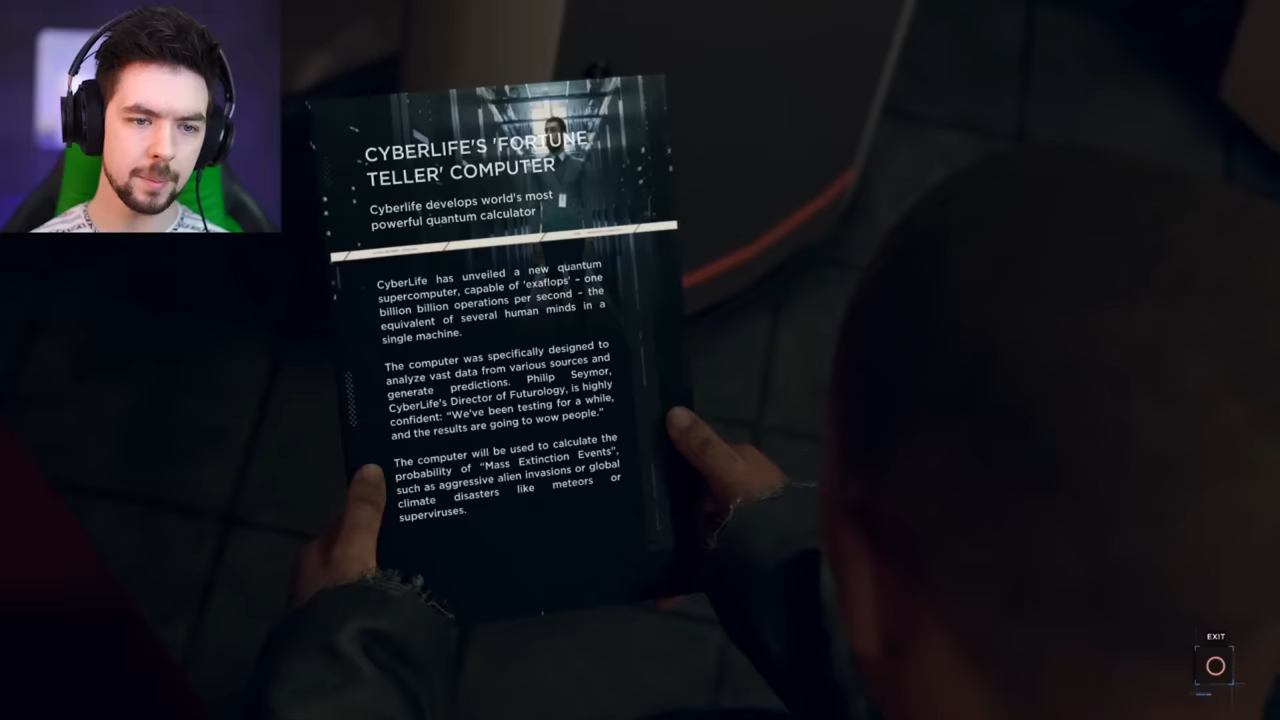 CYBERLIFE'S 'FORTUNE
TELLER' COMPUTER
Cyberlife develops world's most
powerful quantum calculator
CyberLife has unveiled a new quantum
supercomputer, capable of 'exaflops' – one
billion billion operations per second – the
equivalent of several human minds in a
single machine.
The computer was specifically designed to
analyze vast data from various sources and
generate predictions. Philip Seymor,
CyberLife's Director of Futurology, is highly
confident: “We've been testing for a while,
and the results are going to wow people.”
The computer will be used to calculate the
probability of “Mass Extinction Events”,
such as aggressive alien invasions or global
climate disasters like meteors or
superviruses.
EXIT